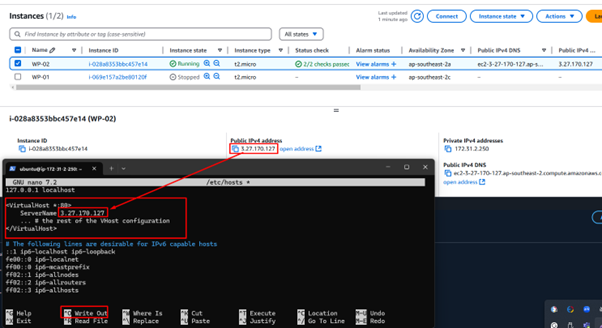 Instances (1/2) Info
Last updated
1 minute ago
Connect
Instance state
Actions
Find Instance by attribute or tag (case-sensitive)
All states
Name
Instance ID
Instance state
Instance type
Status check
Alarm status
Availability Zone
Public IPv4 DNS
Public IPv4 ...
WP-02 i-028a8353bbc457e14 Running t2.micro 2/2 checks passec View alarms + ap-southeast-2a ec2-3-27-170-127.ap-s... 3.27.170.127
WP-01 i-069e157a2be80120f Stopped t2.micro – View alarms + ap-southeast-2c – –
i-028a8353bbc457e14 (WP-02)
Instance ID
i-028a8353bbc457e14
Public IPv4 address
3.27.170.127 open address
Private IPv4 addresses
172.31.2.250
Public IPv4 DNS
ec2-3-27-170-127.ap-southeast-2.compute.amazonaws.c
open address
ubuntu@ip-172-31-2-250: ~
GNU nano 7.2 /etc/hosts *
127.0.0.1 localhost
<VirtualHost *:80>
ServerName 3.27.170.127
... # the rest of the VHost configuration
</VirtualHost>
# The following lines are desirable for IPv6 capable hosts
::1 ip6-localhost ip6-loopback
fe00::0 ip6-localnet
ff00::0 ip6-mcastprefix
ff02::1 ip6-allnodes
ff02::2 ip6-allrouters
ff02::3 ip6-allhosts
^G Help ^O Write Out ^W Where Is ^K Cut ^T Execute ^C Location M-U Undo
^X Exit ^R Read File ^\ Replace ^U Paste ^J Justify ^/ Go To Line M-E Redo